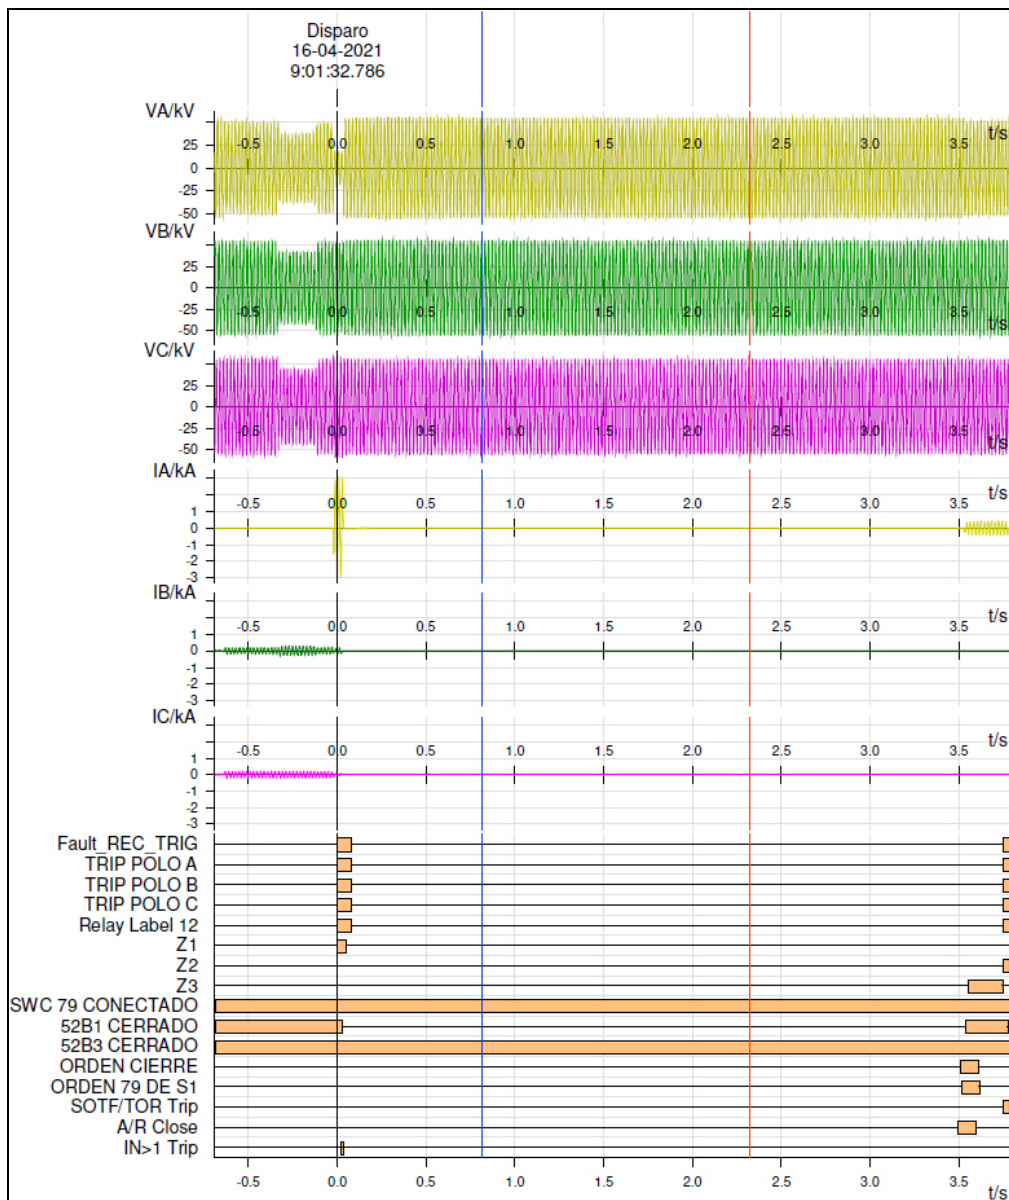 Disparo
16-04-2021
9:01:32.786
VA/kV
t/s
-0.5 0.0 0.5 1.0 1.5 2.0 2.5 3.0 3.5
25
0
-25
-50
VB/kV
25
0
-25
-50
-0.5 0.0 0.5 1.0 1.5 2.0 2.5 3.0 3.5
t/s
VC/kV
25
0
-25
-50
-0.5 0.0 0.5 1.0 1.5 2.0 2.5 3.0 3.5
t/s
IA/kA
t/s
-0.5 0.0 0.5 1.0 1.5 2.0 2.5 3.0 3.5
1
0
-1
-2
-3
IB/kA
t/s
-0.5 0.0 0.5 1.0 1.5 2.0 2.5 3.0 3.5
1
0
-1
-2
-3
IC/kA
t/s
-0.5 0.0 0.5 1.0 1.5 2.0 2.5 3.0 3.5
1
0
-1
-2
-3
Fault_REC_TRIG
TRIP POLO A
TRIP POLO B
TRIP POLO C
Relay Label 12
Z1
Z2
Z3
SWC 79 CONECTADO
52B1 CERRADO
52B3 CERRADO
ORDEN CIERRE
ORDEN 79 DE S1
SOTF/TOR Trip
A/R Close
IN>1 Trip
-0.5 0.0 0.5 1.0 1.5 2.0 2.5 3.0 3.5
t/s